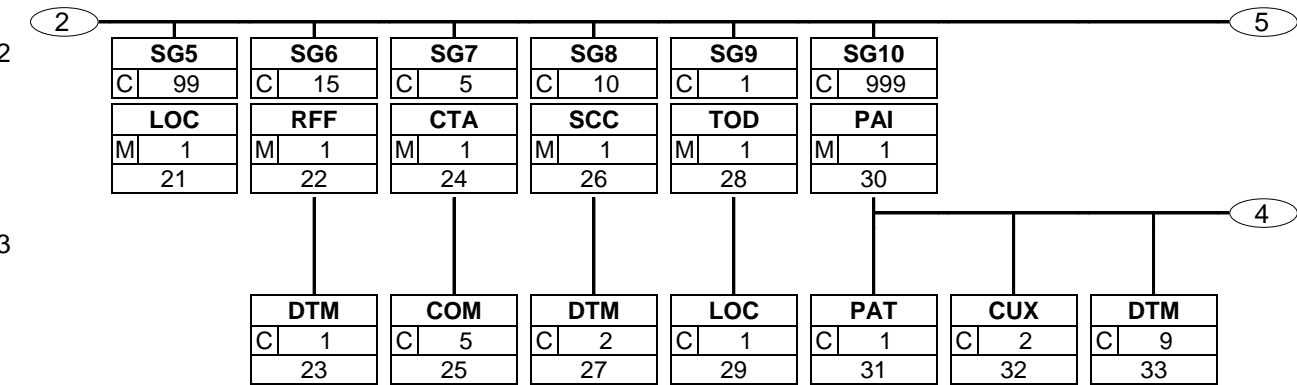 2 5
2
SG5 SG6 SG7 SG8 SG9 SG10
C 99 C 15 C 5 C 10 C 1 C 999
LOC RFF CTA SCC TOD PAI
M 1 M 1 M 1 M 1 M 1 M 1
21 22 24 26 28 30
4
3
DTM COM DTM LOC PAT CUX DTM
C 1 C 5 C 2 C 1 C 1 C 2 C 9
23 25 27 29 31 32 33